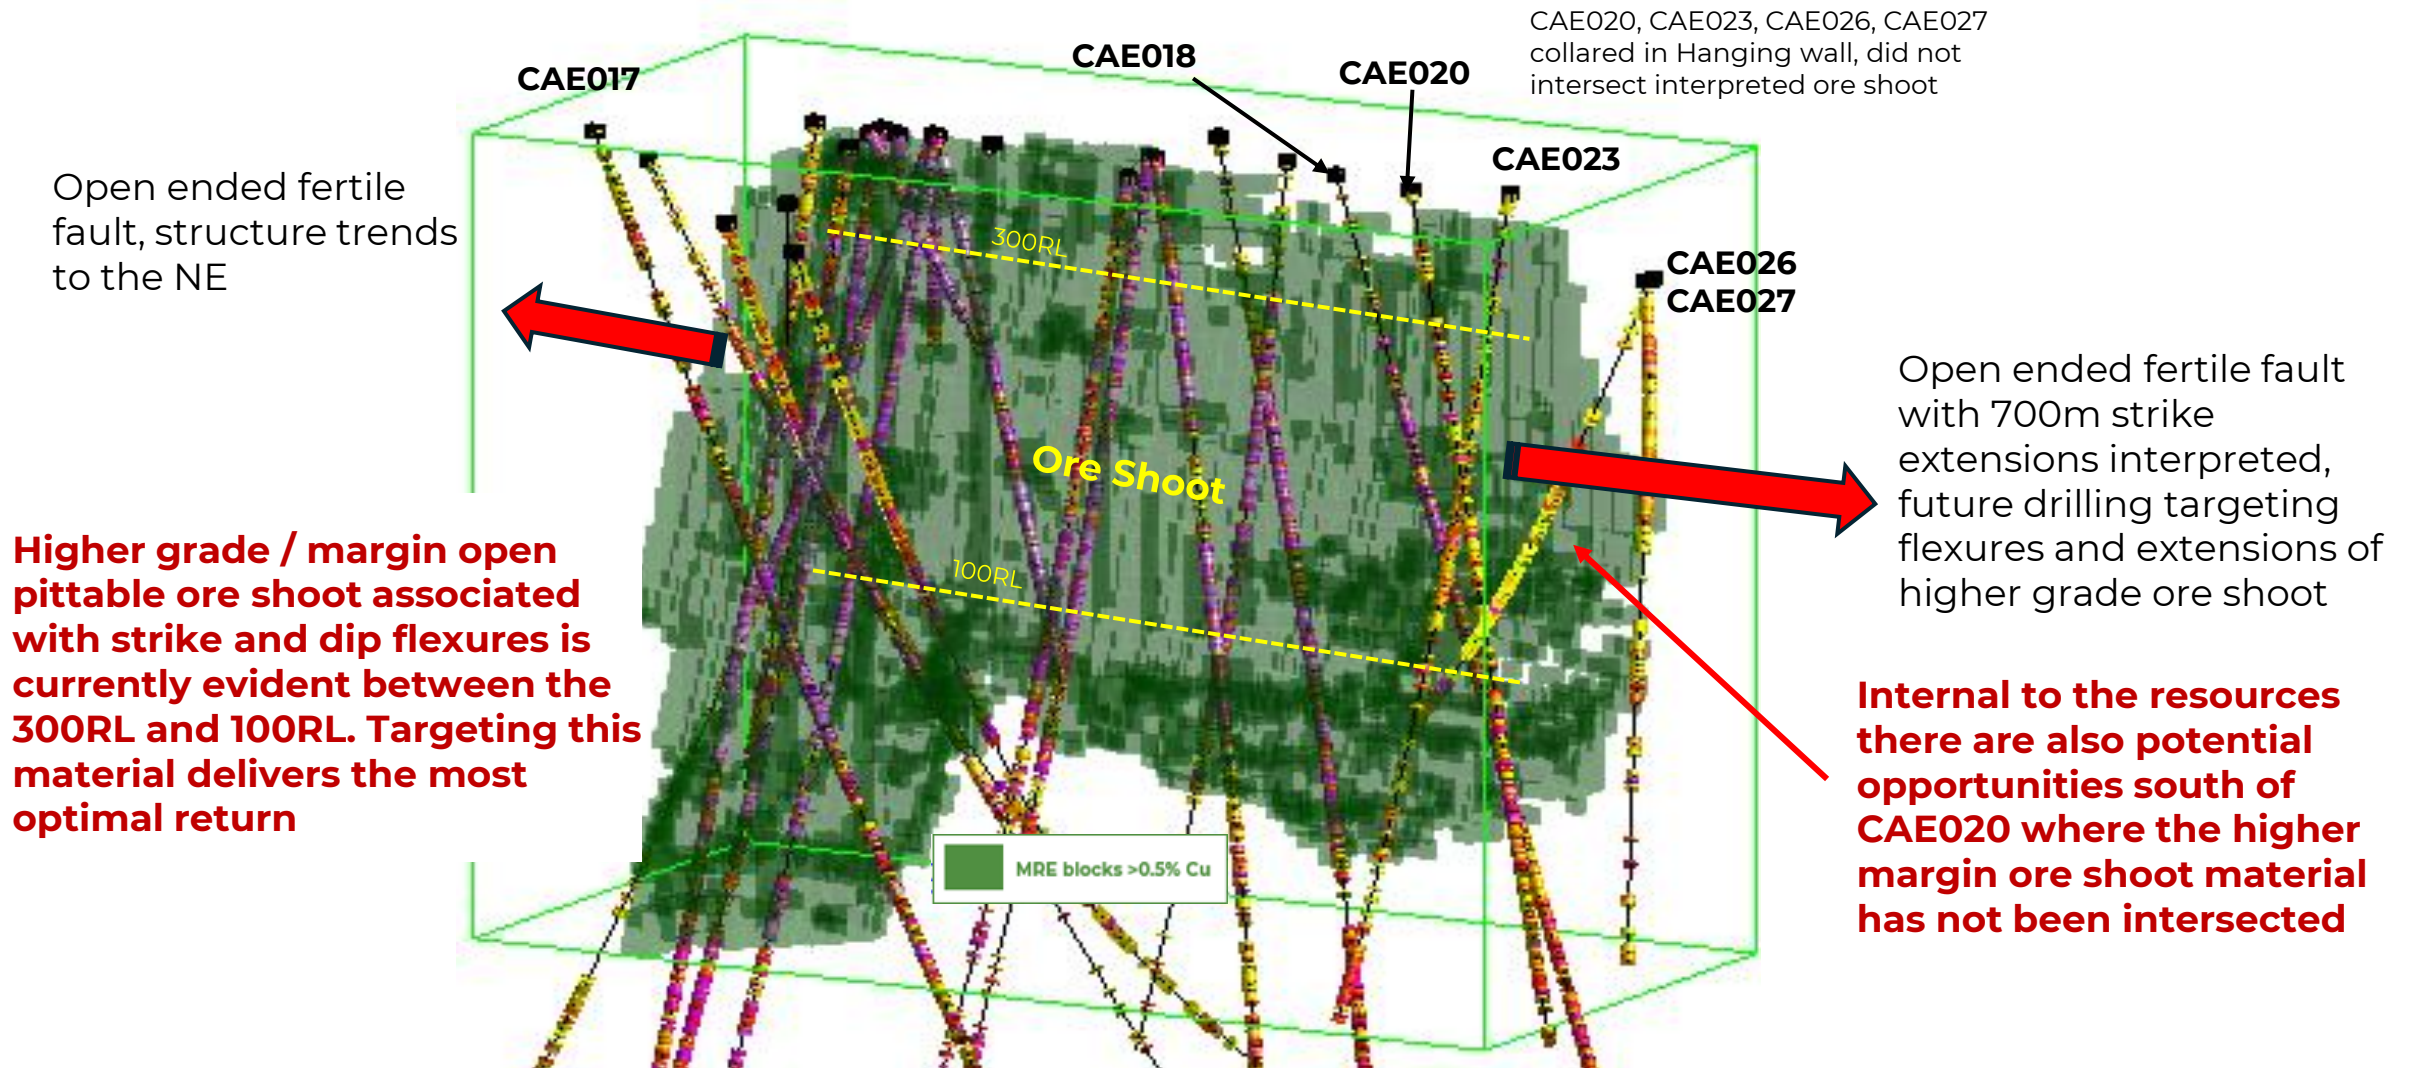 CAE020, CAE023, CAE026, CAE027
collared in Hanging wall, did not
intersect interpreted ore shoot
CAE017
CAE018
CAE020
CAE023
CAE026
CAE027
Open ended fertile
fault, structure trends
to the NE
300RL
Ore Shoot
100RL
Open ended fertile fault
with 700m strike
extensions interpreted,
future drilling targeting
flexures and extensions of
higher grade ore shoot
Higher grade / margin open
pittable ore shoot associated
with strike and dip flexures is
currently evident between the
300RL and 100RL. Targeting this
material delivers the most
optimal return
Internal to the resources
there are also potential
opportunities south of
CAE020 where the higher
margin ore shoot material
has not been intersected
MRE blocks >0.5% Cu